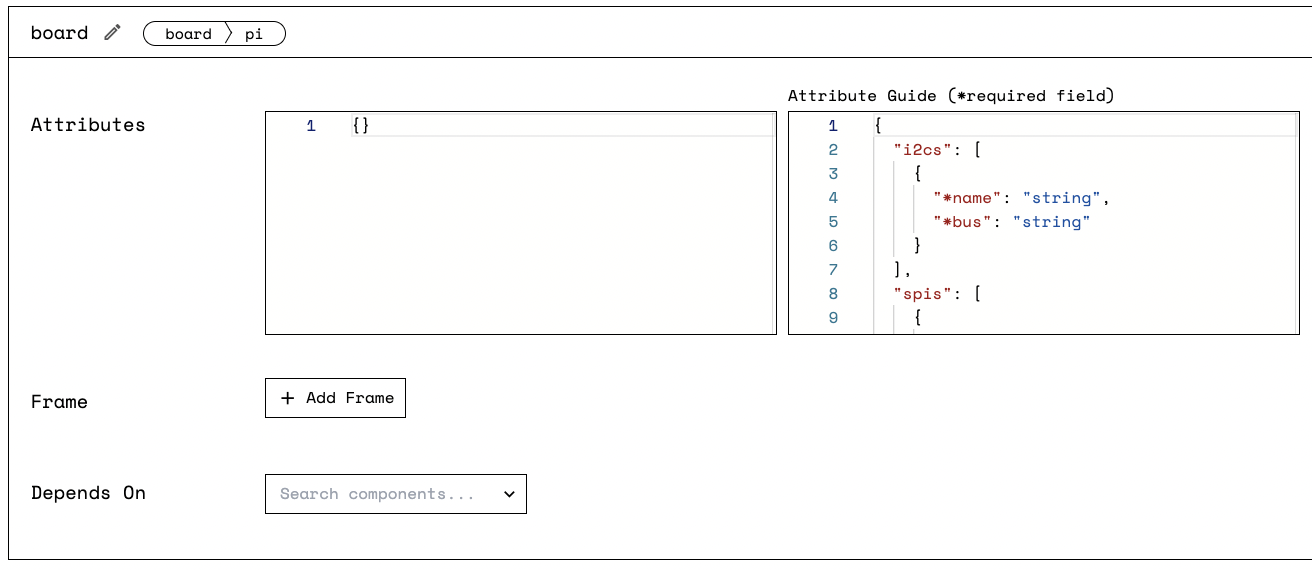 board board pi
Attribute Guide (*required field)
Attributes
1 {}
1 {
2 "i2cs": [
3 {
4 "*name": "string",
5 "*bus": "string"
6 }
7 ],
8 "spis": [
9 {
Frame
+ Add Frame
Depends On
Search components...